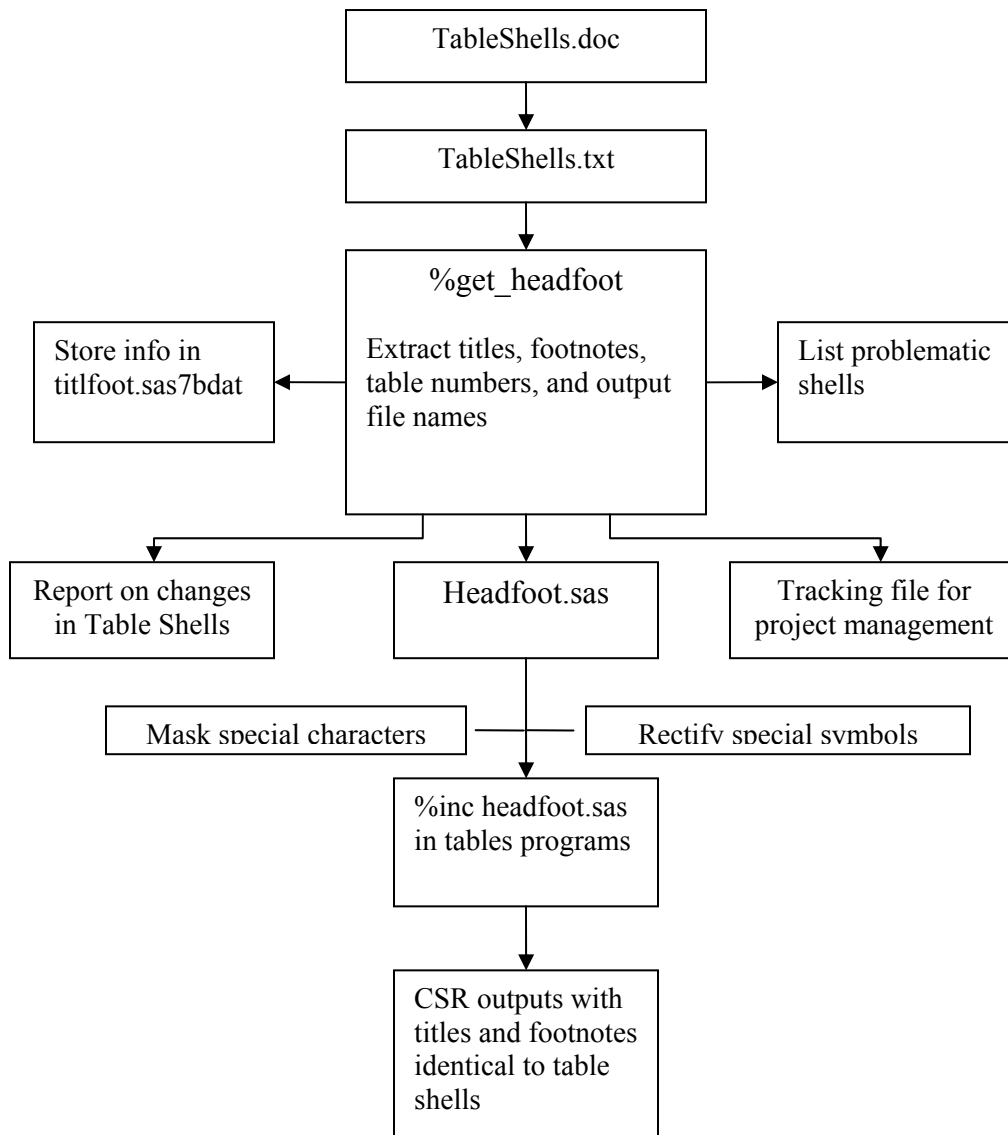 TableShells.doc
TableShells.txt
%get_headfoot
Extract titles, footnotes,
table numbers, and output
file names
Store info in
titlfoot.sas7bdat
List problematic
shells
Report on changes
in Table Shells
Headfoot.sas
Tracking file for
project management
Mask special characters
Rectify special symbols
%inc headfoot.sas
in tables programs
CSR outputs with
titles and footnotes
identical to table
shells